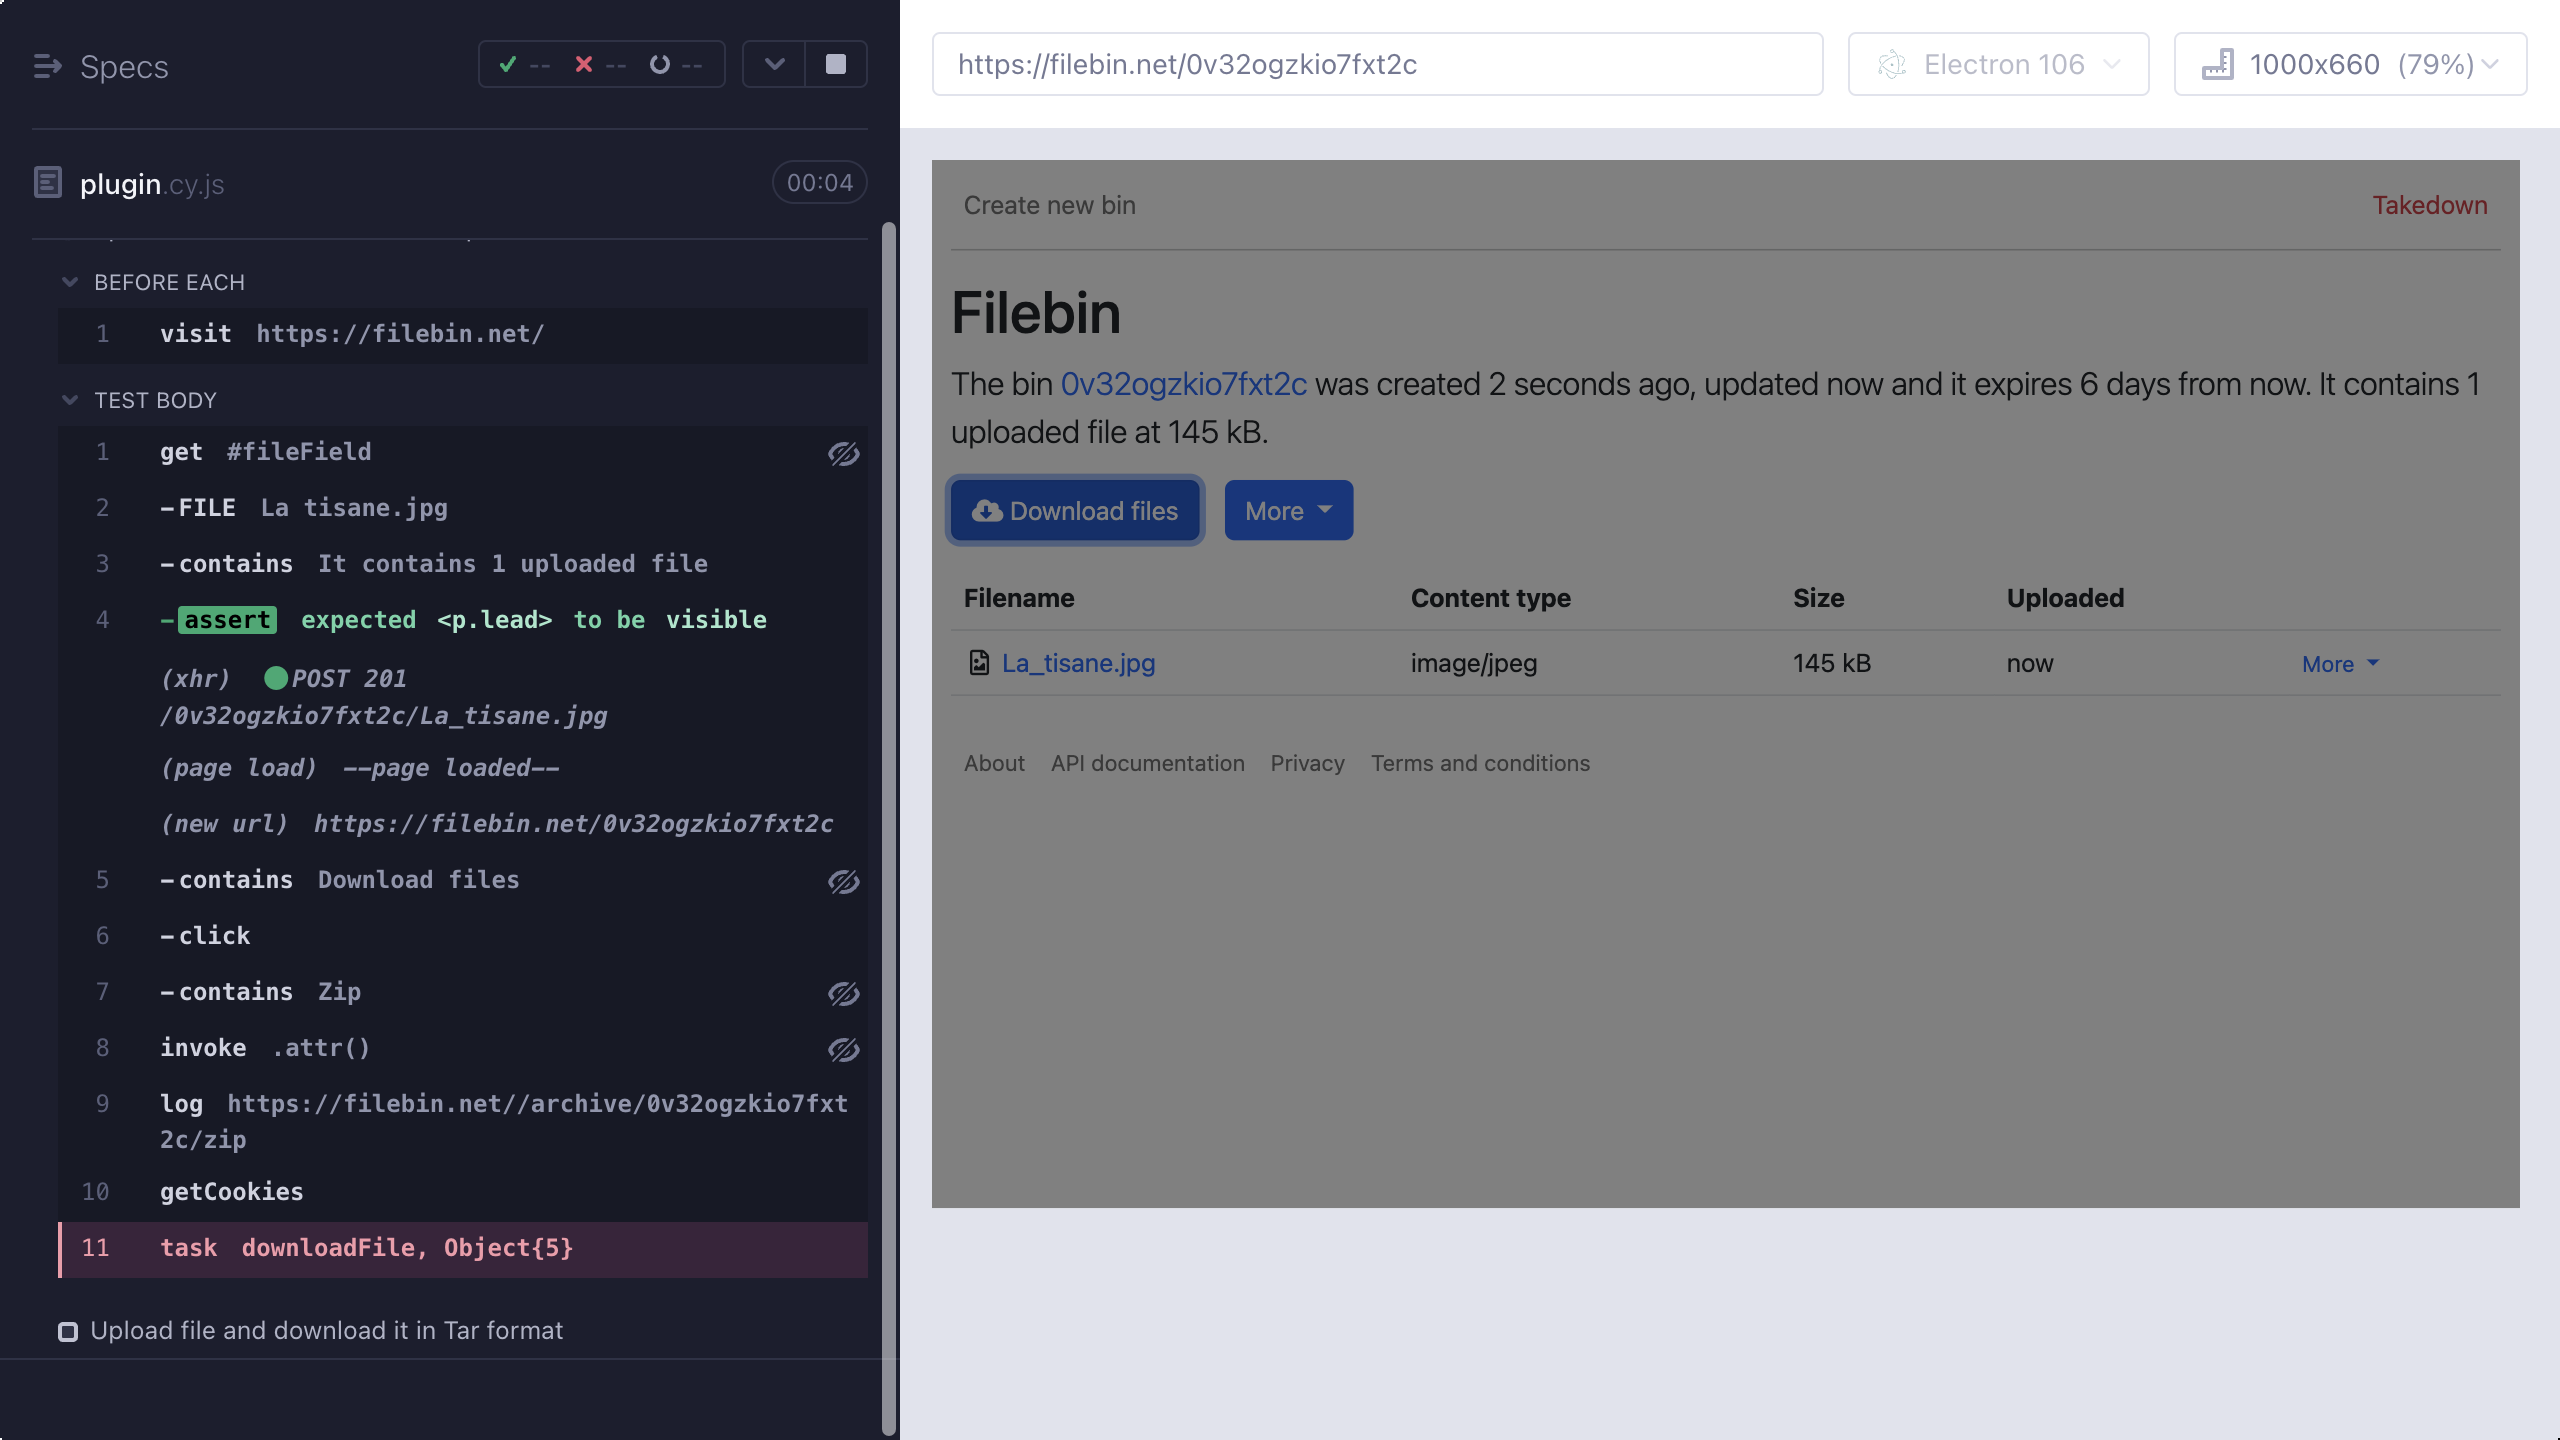 Specs
-- -- --
plugin.cy.js
00:04
BEFORE EACH
1 visit https://filebin.net/
TEST BODY
1 get #fileField
2 -FILE La tisane.jpg
3 -contains It contains 1 uploaded file
4 -assert expected <p.lead> to be visible
(xhr) POST 201
/0v32ogzkio7fxt2c/La_tisane.jpg
(page load) --page loaded--
(new url) https://filebin.net/0v32ogzkio7fxt2c
5 -contains Download files
6 -click
7 -contains Zip
8 invoke .attr()
9 log https://filebin.net//archive/0v32ogzkio7fxt
2c/zip
10 getCookies
11 task downloadFile, Object{5}
Upload file and download it in Tar format
https://filebin.net/0v32ogzkio7fxt2c
Electron 106
1000x660 (79%)
Create new bin
Takedown
Filebin
The bin 0v32ogzkio7fxt2c was created 2 seconds ago, updated now and it expires 6 days from now. It contains 1
uploaded file at 145 kB.
Download files
More
Filename Content type Size Uploaded
La_tisane.jpg image/jpeg 145 kB now More
About API documentation Privacy Terms and conditions